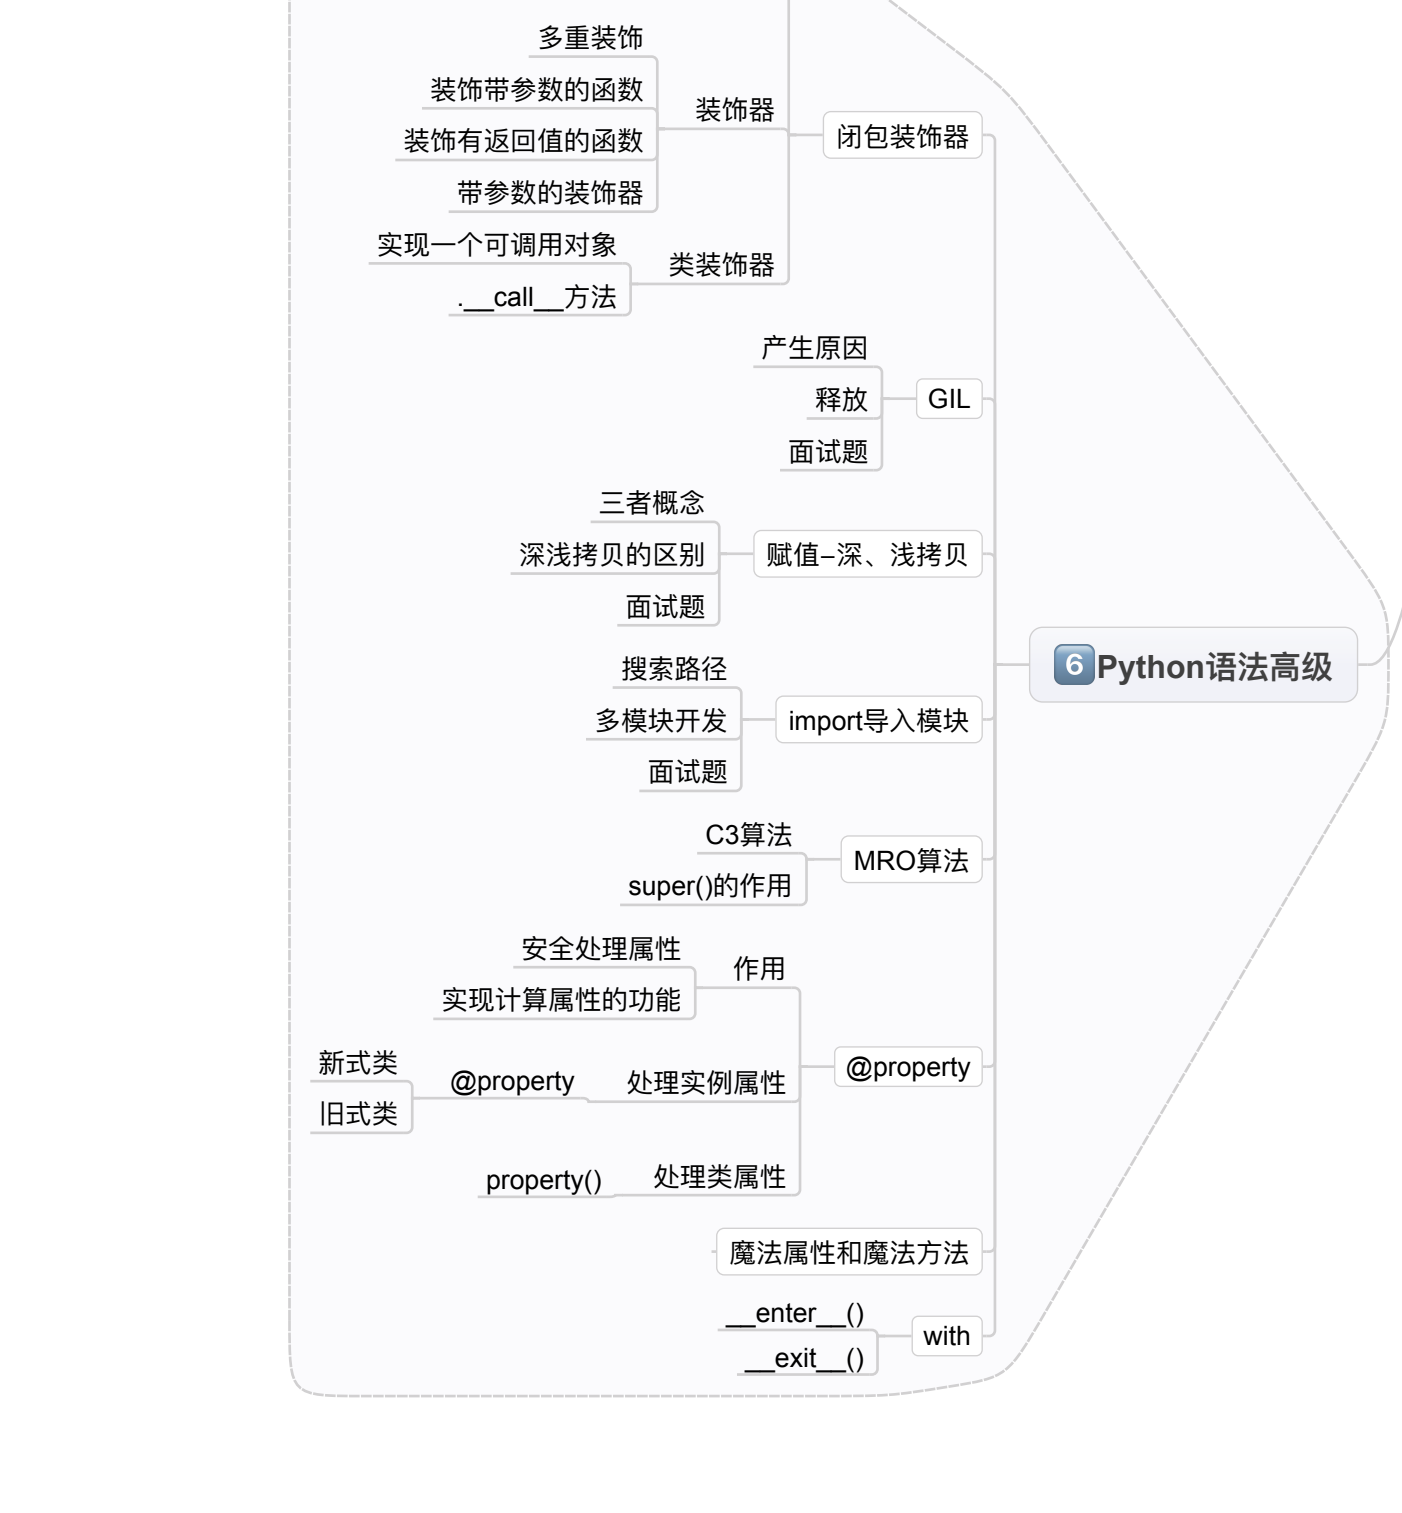 多重装饰
装饰带参数的函数
装饰器
装饰有返回值的函数
闭包装饰器
带参数的装饰器
实现一个可调用对象
类装饰器
.__call__方法
产生原因
释放
GIL
面试题
三者概念
深浅拷贝的区别
赋值–深、浅拷贝
面试题
6Python语法高级
搜索路径
多模块开发
import导入模块
面试题
C3算法
MRO算法
super()的作用
安全处理属性
作用
实现计算属性的功能
新式类
@property
处理实例属性
@property
旧式类
property()
处理类属性
魔法属性和魔法方法
__enter__()
with
__exit__()